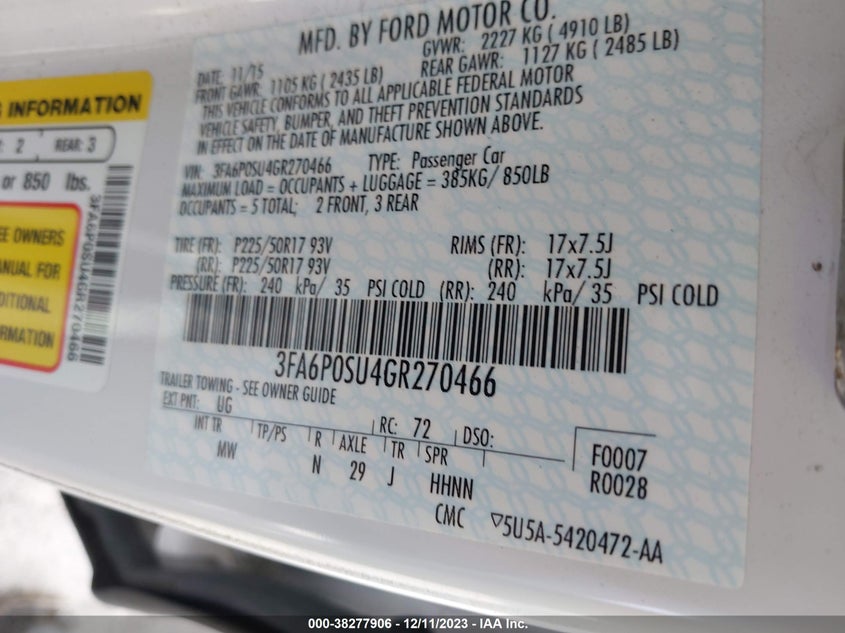 MFD. BY FORD MOTOR CO.
DATE: 11/15 GVWR: 2227 KG ( 4910 LB)
FRONT GAWR: 1105 KG ( 2435 LB) REAR GAWR: 1127 KG ( 2485 LB)
THIS VEHICLE CONFORMS TO ALL APPLICABLE FEDERAL MOTOR
VEHICLE SAFETY, BUMPER, AND THEFT PREVENTION STANDARDS
IN EFFECT ON THE DATE OF MANUFACTURE SHOWN ABOVE.
VIN: 3FA6P0SU4GR270466 TYPE: Passenger Car
MAXIMUM LOAD = OCCUPANTS + LUGGAGE = 385KG/ 850LB
OCCUPANTS = 5 TOTAL; 2 FRONT, 3 REAR
TIRE (FR): P225/50R17 93V RIMS (FR): 17x7.5J
(RR): P225/50R17 93V (RR): 17x7.5J
PRESSURE (FR): 240 kPa/ 35 PSI COLD (RR): 240 kPa/ 35 PSI COLD
3FA6P0SU4GR270466
TRAILER TOWING - SEE OWNER GUIDE
EXT PNT: UG RC: 72 DSO:
INT TR TP/PS R AXLE TR SPR
MW N 29 J HHNN
F0007
R0028
CMC ▽5U5A-5420472-AA
INFORMATION
2 REAR: 3
or 850 lbs.
OWNERS
MANUAL FOR
3FA6P0SU4GR270466
000-38277906 - 12/11/2023 - IAA Inc.